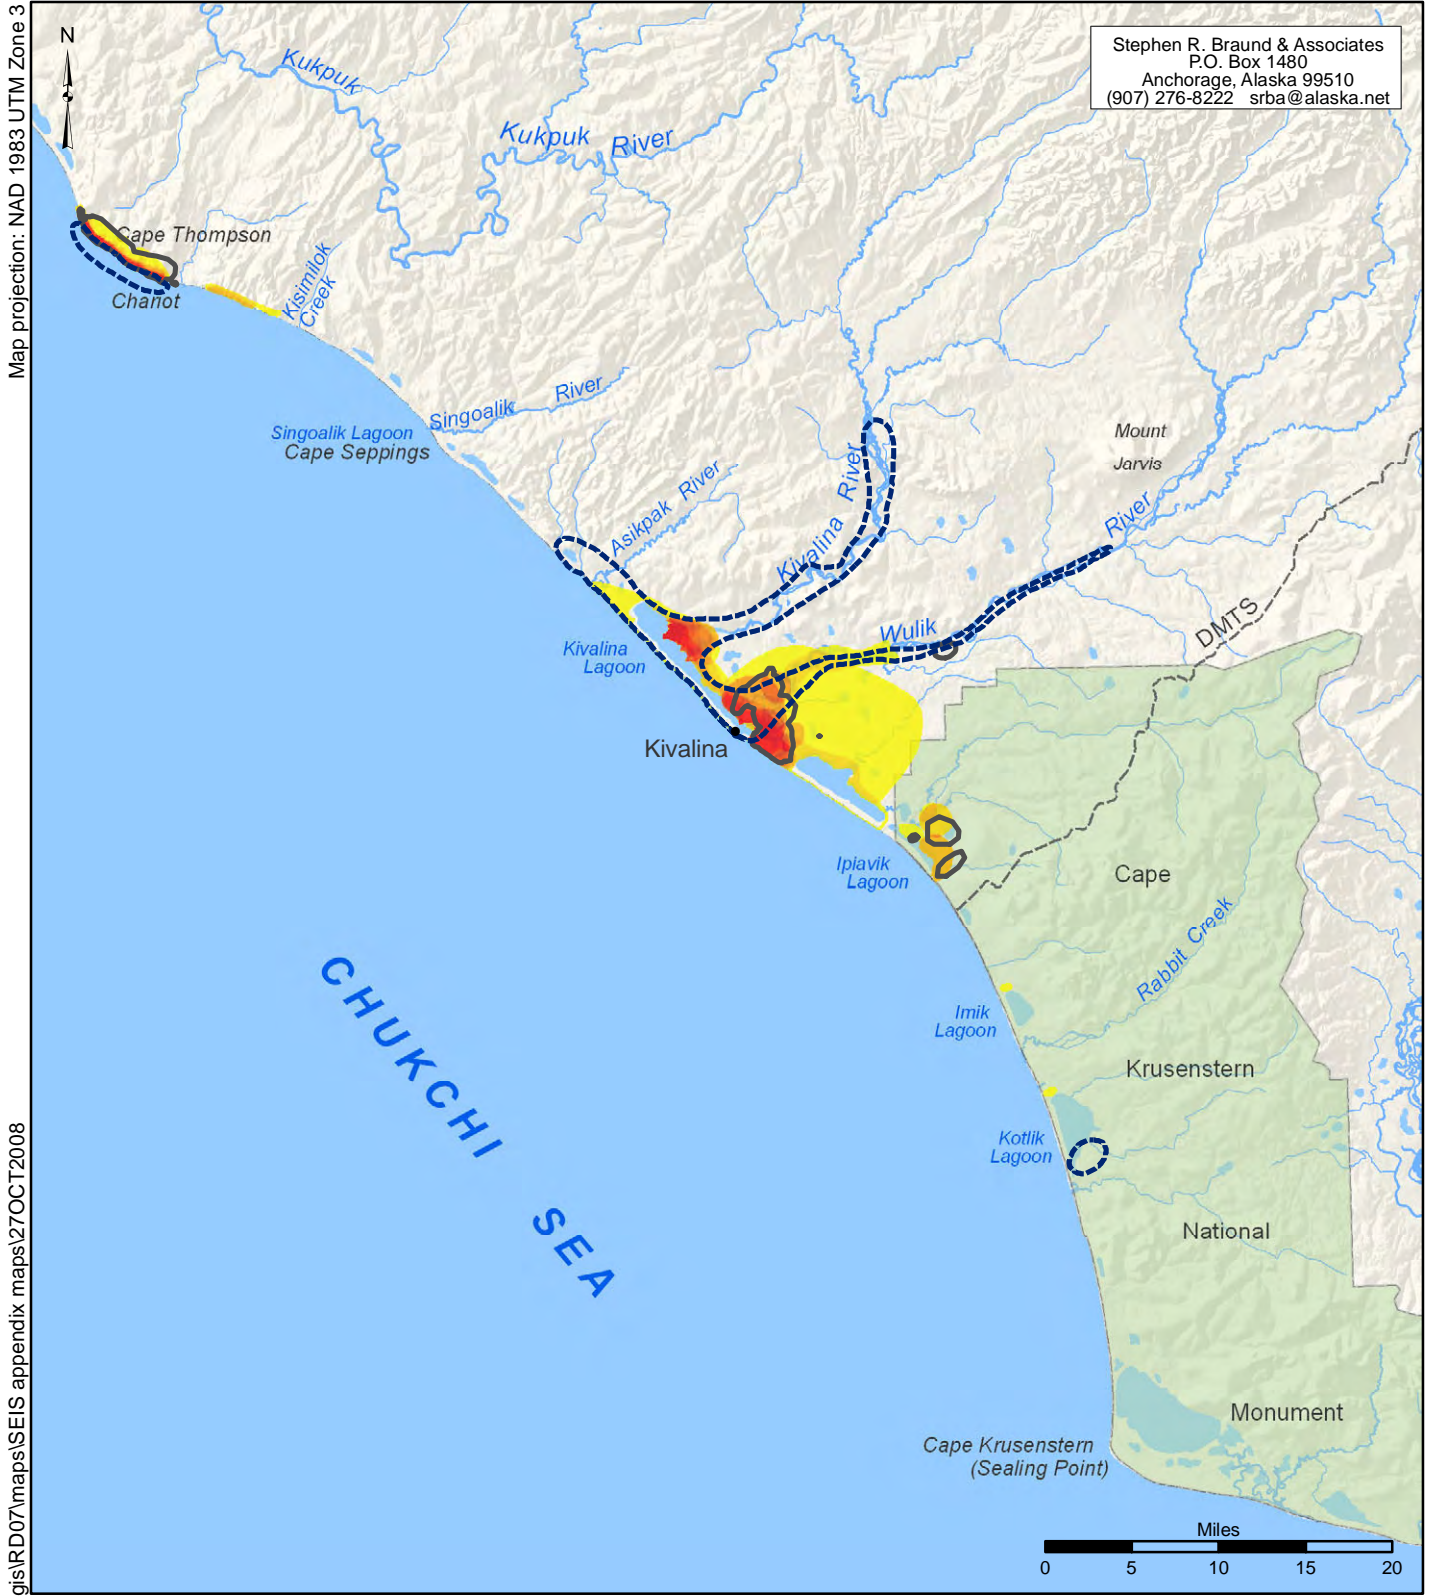 Map projection: NAD 1983 UTM Zone 3
gis\RD07\maps\SEIS appendix maps\27OCT2008
N
Stephen R. Braund & Associates
P.O. Box 1480
Anchorage, Alaska 99510
(907) 276-8222 srba@alaska.net
Kukpuk
Kukpuk River
Cape Thompson
Chariot
Kisimilok
Creek
Singoalik River
Singoalik Lagoon
Cape Seppings
Mount
Jarvis
Asikpak River
Kivalina River
Wulik River
DMTS
Kivalina
Lagoon
Kivalina
Ipiavik
Lagoon
Cape
Rabbit Creek
Imik
Lagoon
Krusenstern
Kotlik
Lagoon
National
CHUKCHI SEA
Monument
Cape Krusenstern
(Sealing Point)
Miles
0 5 10 15 20